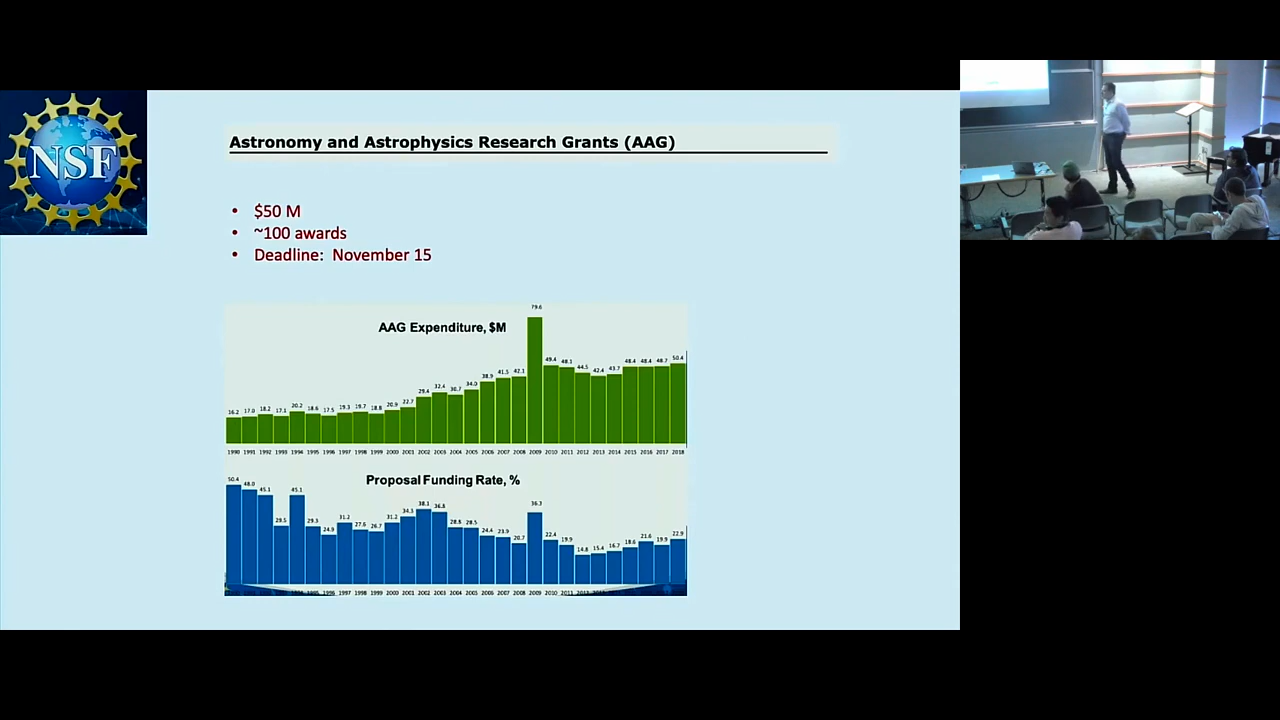 NSF
Astronomy and Astrophysics Research Grants (AAG)
• $50 M
• ~100 awards
• Deadline: November 15
AAG Expenditure, $M
16.2 17.0 18.2 17.1 20.2 18.6 17.5 19.3 19.7 18.8 20.9 22.7 29.4 32.4 30.7 34.0 38.9 41.5 42.1 79.6 49.4 48.1 44.5 42.4 43.7 48.4 48.4 48.7 50.4
1990 1991 1992 1993 1994 1995 1996 1997 1998 1999 2000 2001 2002 2003 2004 2005 2006 2007 2008 2009 2010 2011 2012 2013 2014 2015 2016 2017 2018
Proposal Funding Rate, %
50.4 48.0 45.1 29.5 45.1 29.3 24.9 31.2 27.6 26.7 31.2 34.3 38.1 36.8 28.8 28.5 24.4 23.9 20.7 36.3 22.4 19.9 14.8 15.4 16.7 18.6 21.6 19.9 22.9
1995 1996 1997 1998 1999 2000 2001 2002 2003 2004 2005 2006 2007 2008 2009 2010 2011 2014 2015 2016